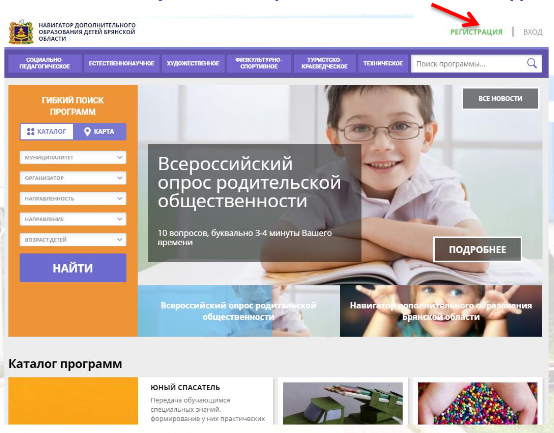 НАВИГАТОР ДОПОЛНИТЕЛЬНОГО
ОБРАЗОВАНИЯ ДЕТЕЙ БРЯНСКОЙ
ОБЛАСТИ
РЕГИСТРАЦИЯ | ВХОД
СОЦИАЛЬНО-
ПЕДАГОГИЧЕСКОЕ
ЕСТЕСТВЕННОНАУЧНОЕ
ХУДОЖЕСТВЕННОЕ
ФИЗКУЛЬТУРНО-
СПОРТИВНОЕ
ТУРИСТСКО-
КРАЕВЕДЧЕСКОЕ
ТЕХНИЧЕСКОЕ
Поиск программы...
ГИБКИЙ ПОИСК
ПРОГРАММ
КАТАЛОГ
КАРТА
МУНИЦИПАЛИТЕТ
ОРГАНИЗАТОР
НАПРАВЛЕННОСТЬ
НАПРАВЛЕНИЕ
ВОЗРАСТ ДЕТЕЙ
НАЙТИ
ВСЕ НОВОСТИ
Всероссийский
опрос родительской
общественности
10 вопросов, буквально 3-4 минуты Вашего
времени
ПОДРОБНЕЕ
Всероссийский опрос родительской
общественности
Навигатор дополнительного образования
Брянской области
Каталог программ
ЮНЫЙ СПАСАТЕЛЬ
Передача обучающимся
специальных знаний,
формирование у них практических